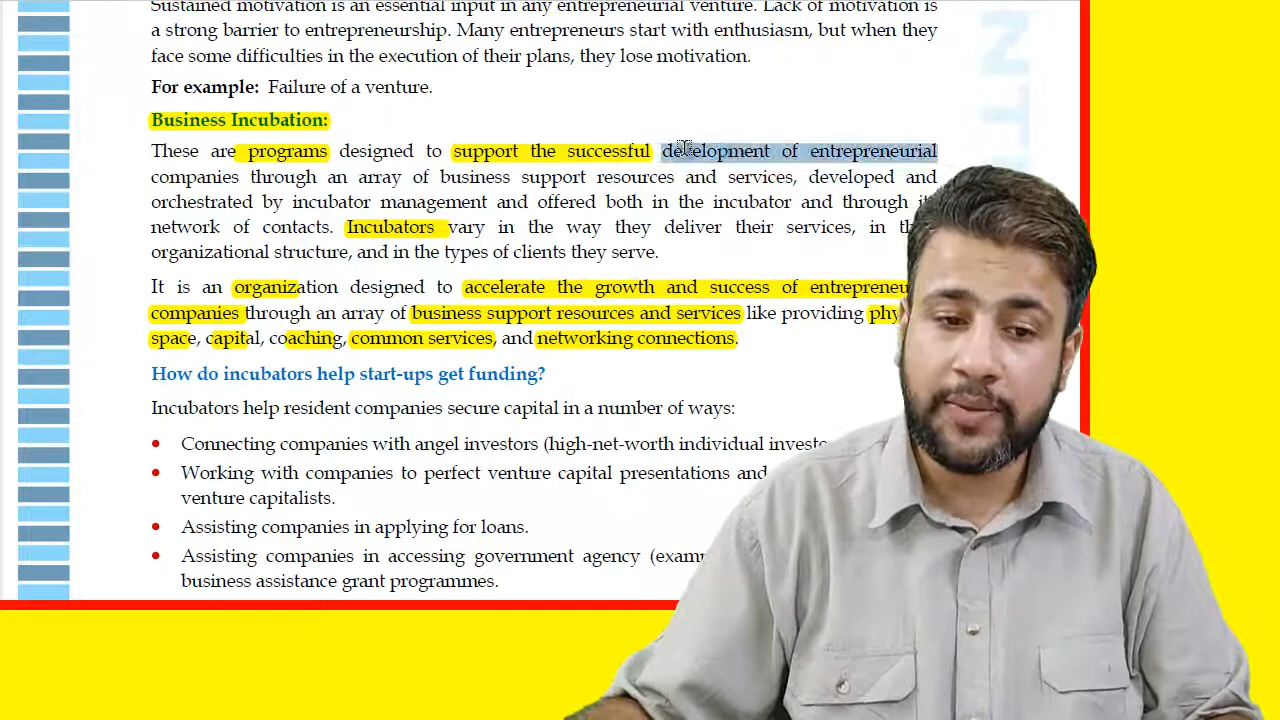 Sustained motivation is an essential input in any entrepreneurial venture. Lack of motivation is
a strong barrier to entrepreneurship. Many entrepreneurs start with enthusiasm, but when they
face some difficulties in the execution of their plans, they lose motivation.
For example: Failure of a venture.
Business Incubation:
These are programs designed to support the successful development of entrepreneurial
companies through an array of business support resources and services, developed and
orchestrated by incubator management and offered both in the incubator and through
network of contacts. Incubators vary in the way they deliver their services, in
organizational structure, and in the types of clients they serve.
It is an organization designed to accelerate the growth and success of
companies through an array of business support resources and services like providing
space, capital, coaching, common services, and networking connections.
How do incubators help start-ups get funding?
Incubators help resident companies secure capital in a number of ways:
Connecting companies with angel investors (high-net-worth individual
Working with companies to perfect venture capital presentations and
venture capitalists.
Assisting companies in applying for loans.
Assisting companies in accessing government agency
business assistance grant programmes.